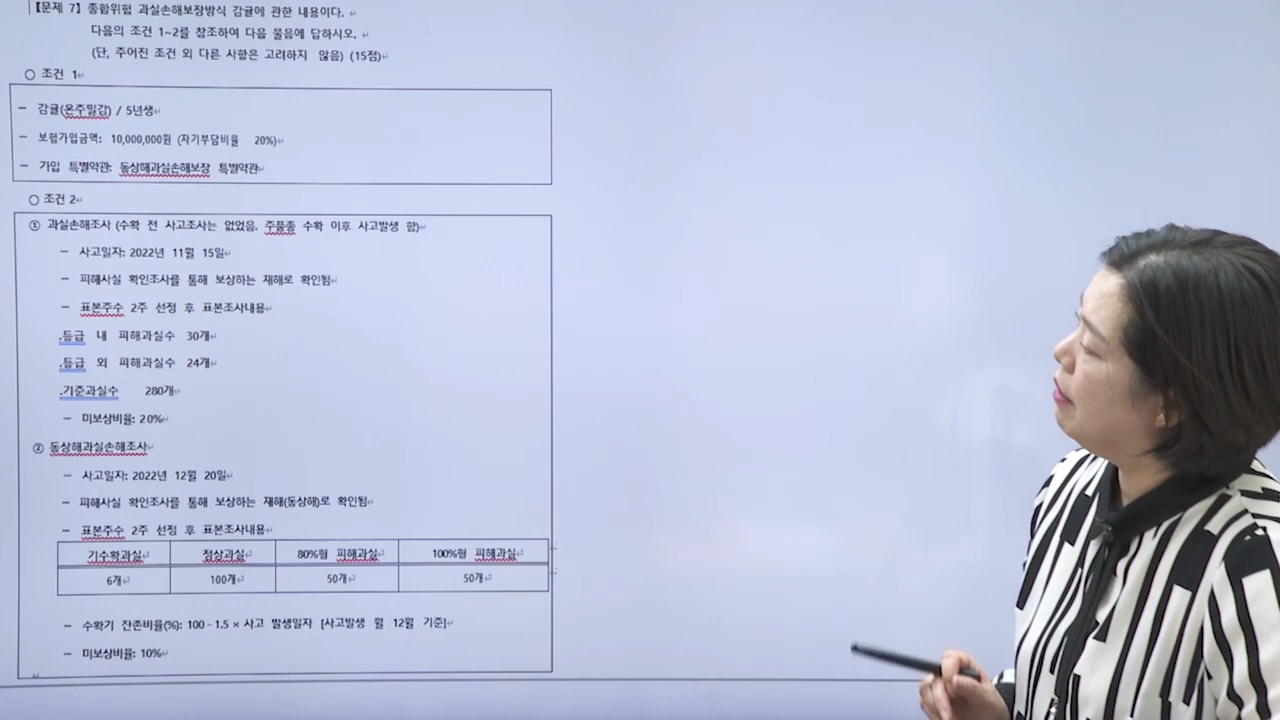 【문제 7】 종합위험 과실손해보장방식 감귤에 관한 내용이다.
다음의 조건 1~2를 참조하여 다음 물음에 답하시오.
(단, 주어진 조건 외 다른 사항은 고려하지 않음) (15점)
○ 조건 1
- 감귤(온주밀감) / 5년생
- 보험가입금액: 10,000,000원 (자기부담비율 20%)
- 가입 특별약관: 동상해과실손해보장 특별약관
○ 조건 2
① 과실손해조사 (수확 전 사고조사는 없었음. 주품종 수확 이후 사고발생 함)
- 사고일자: 2022년 11월 15일
- 피해사실 확인조사를 통해 보상하는 재해로 확인됨
- 표본주수 2주 선정 후 표본조사내용
.등급 내 피해과실수 30개
.등급 외 피해과실수 24개
.기준과실수 280개
- 미보상비율: 20%
② 동상해과실손해조사
- 사고일자: 2022년 12월 20일
- 피해사실 확인조사를 통해 보상하는 재해(동상해)로 확인됨
- 표본주수 2주 선정 후 표본조사내용
기수확과실 정상과실 80%형 피해과실 100%형 피해과실
6개 100개 50개 50개
- 수확기 잔존비율(%): 100 - 1.5 × 사고 발생일자 [사고발생 월 12월 기준]
- 미보상비율: 10%